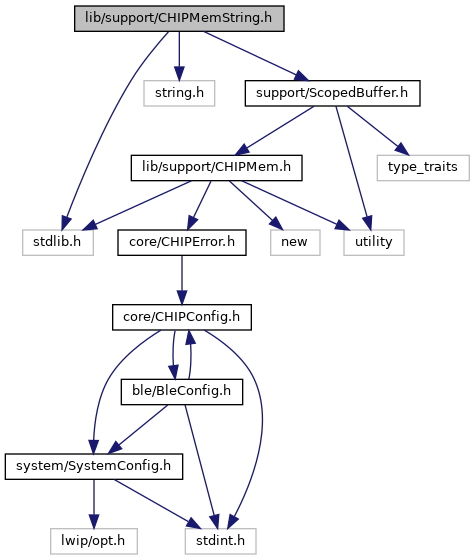 lib/support/CHIPMemString.h
string.h
support/ScopedBuffer.h
lib/support/CHIPMem.h
type_traits
stdlib.h
core/CHIPError.h
new
utility
core/CHIPConfig.h
ble/BleConfig.h
system/SystemConfig.h
lwip/opt.h
stdint.h